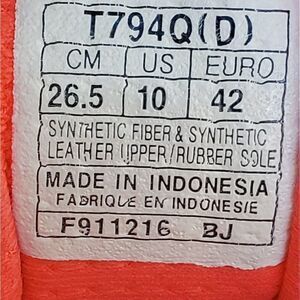 T794Q(D)
CM US EURO
26.5 10 42
SYNTHETIC FIBER & SYNTHETIC
LEATHER UPPER/RUBBER SOLE
MADE IN INDONESIA
FABRIQUE EN INDONESIE
F911216 BJ